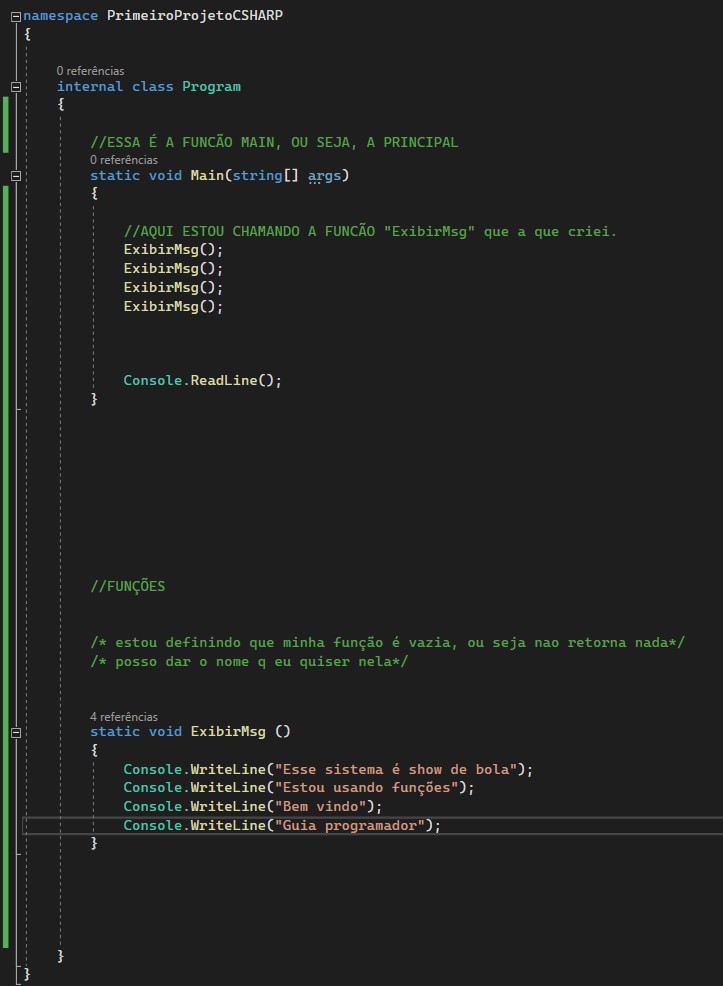 namespace PrimeiroProjetoCSHARP
{
0 referências
internal class Program
{
//ESSA É A FUNCÃO MAIN, OU SEJA, A PRINCIPAL
0 referências
static void Main(string[] args)
{
//AQUI ESTOU CHAMANDO A FUNCÃO "ExibirMsg" que a que criei.
ExibirMsg();
ExibirMsg();
ExibirMsg();
ExibirMsg();
Console.ReadLine();
}
//FUNÇÕES
/* estou definindo que minha função é vazia, ou seja nao retorna nada*/
/* posso dar o nome q eu quiser nela*/
4 referências
static void ExibirMsg ()
{
Console.WriteLine("Esse sistema é show de bola");
Console.WriteLine("Estou usando funções");
Console.WriteLine("Bem vindo");
Console.WriteLine("Guia programador");
}
}
}